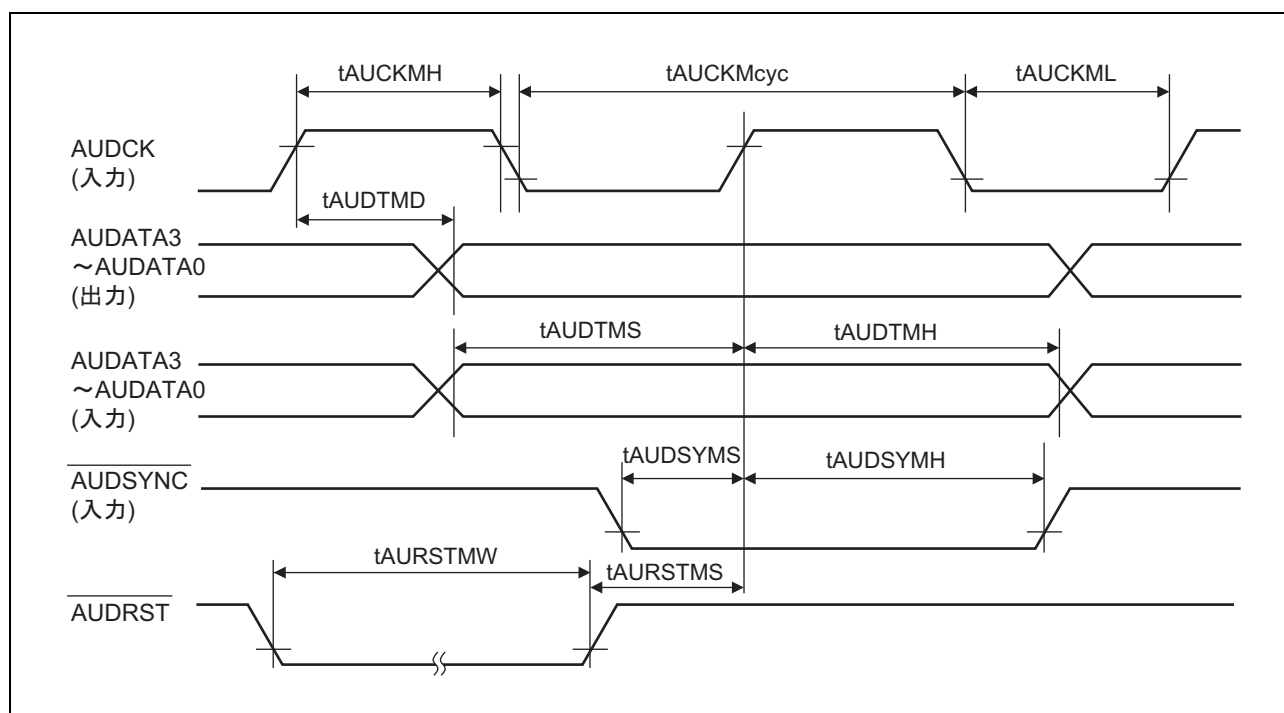 tAUCKMH
tAUCKMcyc
tAUCKML
AUDCK
(入力)
tAUDTMD
AUDATA3
～AUDATA0
(出力)
tAUDTMS
tAUDTMH
AUDATA3
～AUDATA0
(入力)
tAUDSYMS
tAUDSYMH
AUDSYNC
(入力)
tAURSTMW
tAURSTMS
AUDRST